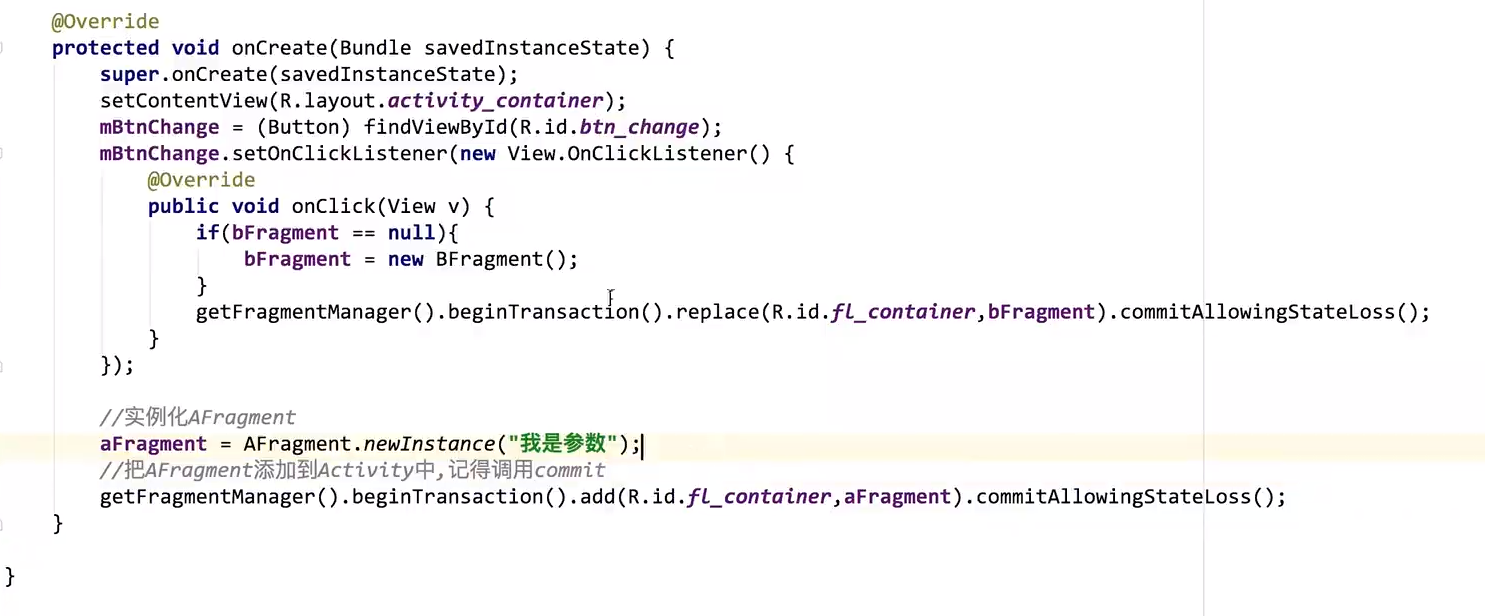 @Override
protected void onCreate(Bundle savedInstanceState) {
super.onCreate(savedInstanceState);
setContentView(R.layout.activity_container);
mBtnChange = (Button) findViewById(R.id.btn_change);
mBtnChange.setOnClickListener(new View.OnClickListener() {
@Override
public void onClick(View v) {
if(bFragment == null){
bFragment = new BFragment();
}
getFragmentManager().beginTransaction().replace(R.id.fl_container,bFragment).commitAllowingStateLoss();
}
});
//实例化AFragment
aFragment = AFragment.newInstance("我是参数");
//把AFragment添加到Activity中,记得调用commit
getFragmentManager().beginTransaction().add(R.id.fl_container,aFragment).commitAllowingStateLoss();
}
}